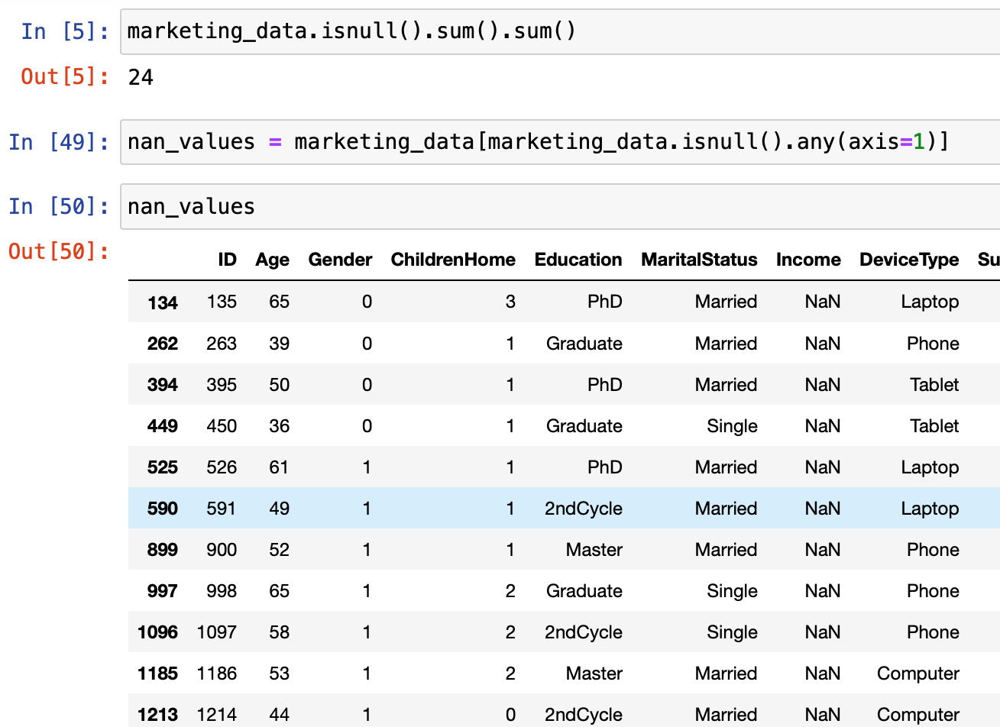 In [5]: marketing_data.isnull().sum().sum()
Out[5]: 24
In [49]: nan_values = marketing_data[marketing_data.isnull().any(axis=1)]
In [50]: nan_values
Out[50]:
ID Age Gender ChildrenHome Education MaritalStatus Income DeviceType Su
134 135 65 0 3 PhD Married NaN Laptop
262 263 39 0 1 Graduate Married NaN Phone
394 395 50 0 1 PhD Married NaN Tablet
449 450 36 0 1 Graduate Single NaN Tablet
525 526 61 1 1 PhD Married NaN Laptop
590 591 49 1 1 2ndCycle Married NaN Laptop
899 900 52 1 1 Master Married NaN Phone
997 998 65 1 2 Graduate Single NaN Phone
1096 1097 58 1 2 2ndCycle Single NaN Phone
1185 1186 53 1 2 Master Married NaN Computer
1213 1214 44 1 0 2ndCycle Married NaN Computer